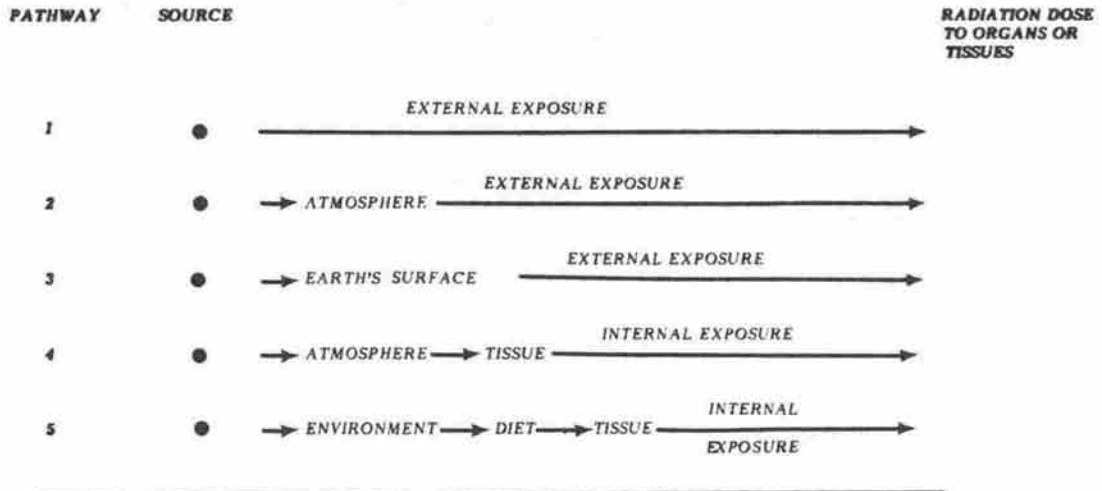 PATHWAY SOURCE RADIATION DOSE
TO ORGANS OR
TISSUES
EXTERNAL EXPOSURE
1
EXTERNAL EXPOSURE
2 ATMOSPHERE
EXTERNAL EXPOSURE
3 EARTH'S SURFACE
INTERNAL EXPOSURE
4 ATMOSPHERE TISSUE
INTERNAL
5 ENVIRONMENT DIET TISSUE
EXPOSURE